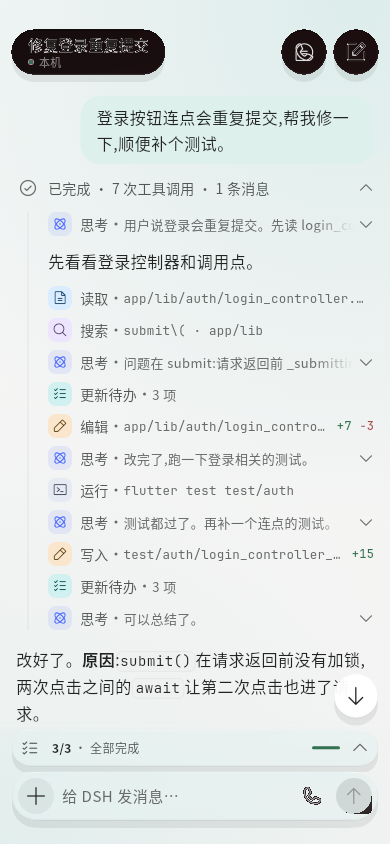 修复登录重复提交
本机
登录按钮连点会重复提交,帮我修一
下,顺便补个测试。
已完成 · 7 次工具调用 · 1 条消息
思考 · 用户说登录会重复提交。先读 login_c
先看看登录控制器和调用点。
读取 · app/lib/auth/login_controller.…
搜索 · submit\( · app/lib
思考 · 问题在 submit:请求返回前 _submittin
更新待办 · 3 项
编辑 · app/lib/auth/login_contro… +7 -3
思考 · 改完了,跑一下登录相关的测试。
运行 · flutter test test/auth
思考 · 测试都过了。再补一个连点的测试。
写入 · test/auth/login_controller_… +15
更新待办 · 3 项
思考 · 可以总结了。
改好了。原因:submit() 在请求返回前没有加锁,
两次点击之间的 await 让第二次点击也进了
求。
3/3 · 全部完成
给 DSH 发消息…